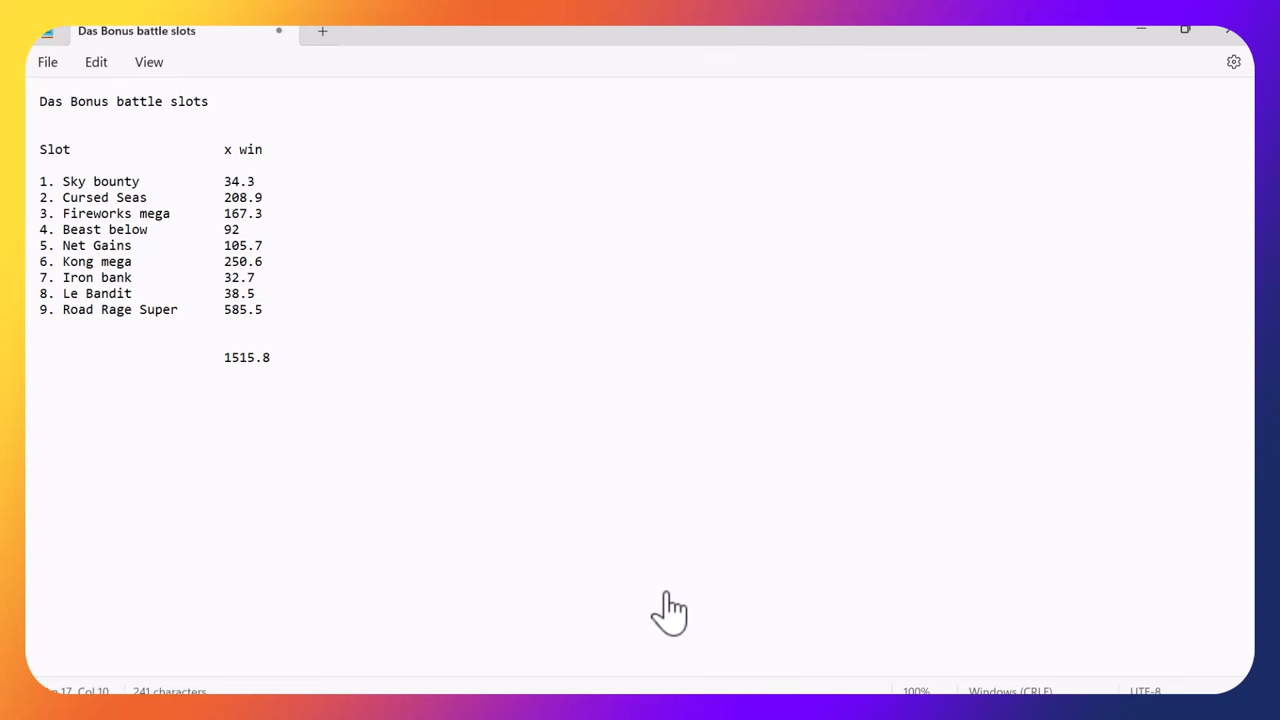 Das Bonus battle slots
File Edit View
Das Bonus battle slots
Slot x win
1. Sky bounty 34.3
2. Cursed Seas 208.9
3. Fireworks mega 167.3
4. Beast below 92
5. Net Gains 105.7
6. Kong mega 250.6
7. Iron bank 32.7
8. Le Bandit 38.5
9. Road Rage Super 585.5
1515.8
17, Col 10 241 characters 100% Windows (CRLF) UTF-8